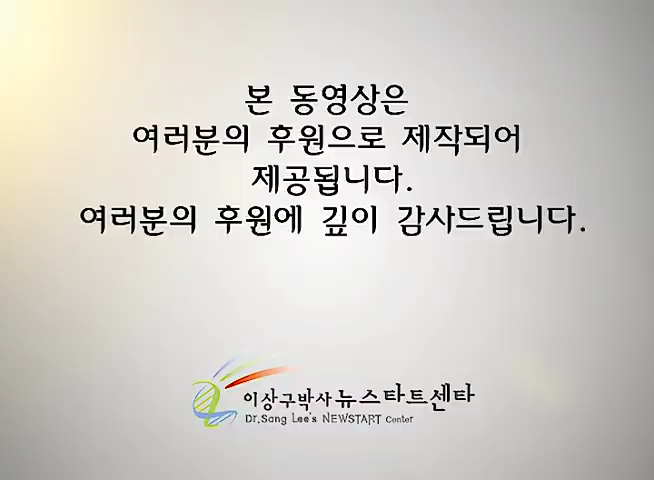 본 동영상은
여러분의 후원으로 제작되어
제공됩니다.
여러분의 후원에 깊이 감사드립니다.
이상구박사 뉴스타트센타
Dr.Sang Lee's NEWSTART Center